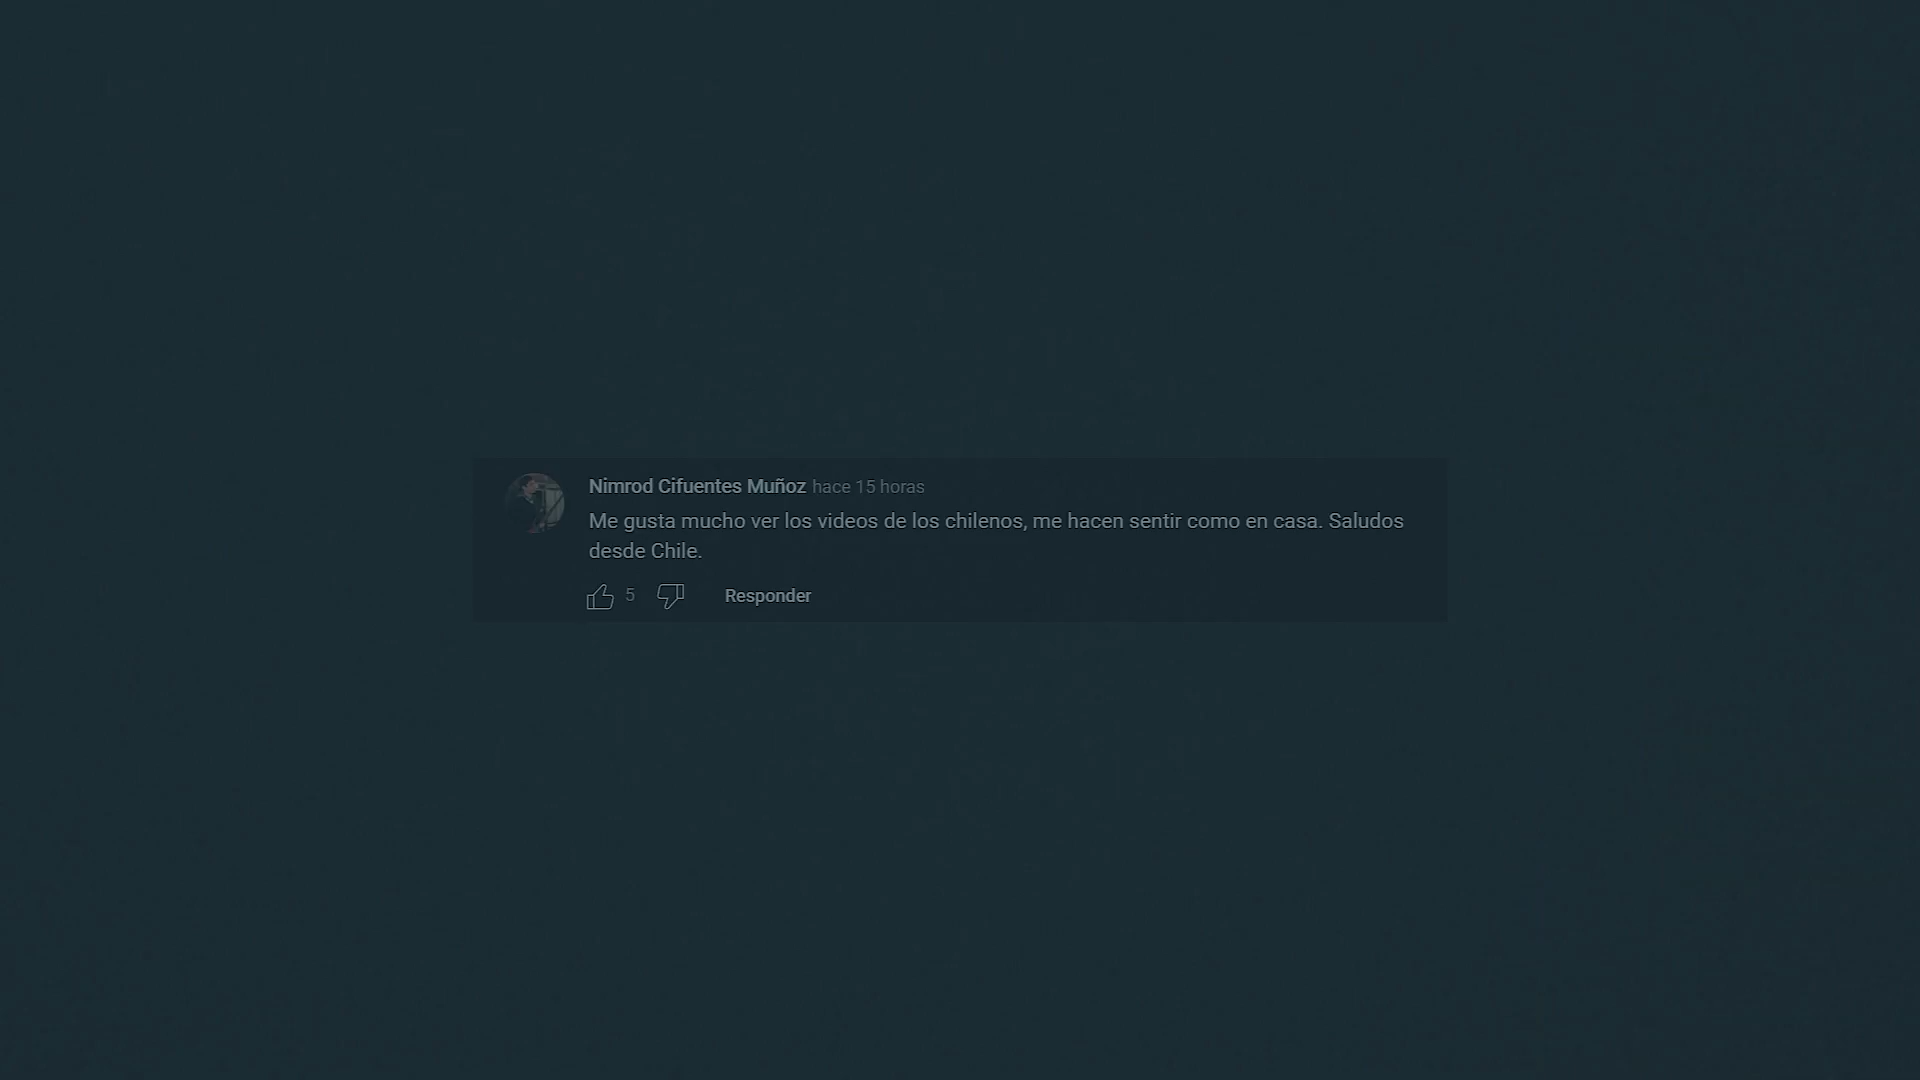 Nimrod Cifuentes Muñoz hace 15 horas
Me gusta mucho ver los videos de los chilenos, me hacen sentir como en casa. Saludos
desde Chile.
5 Responder